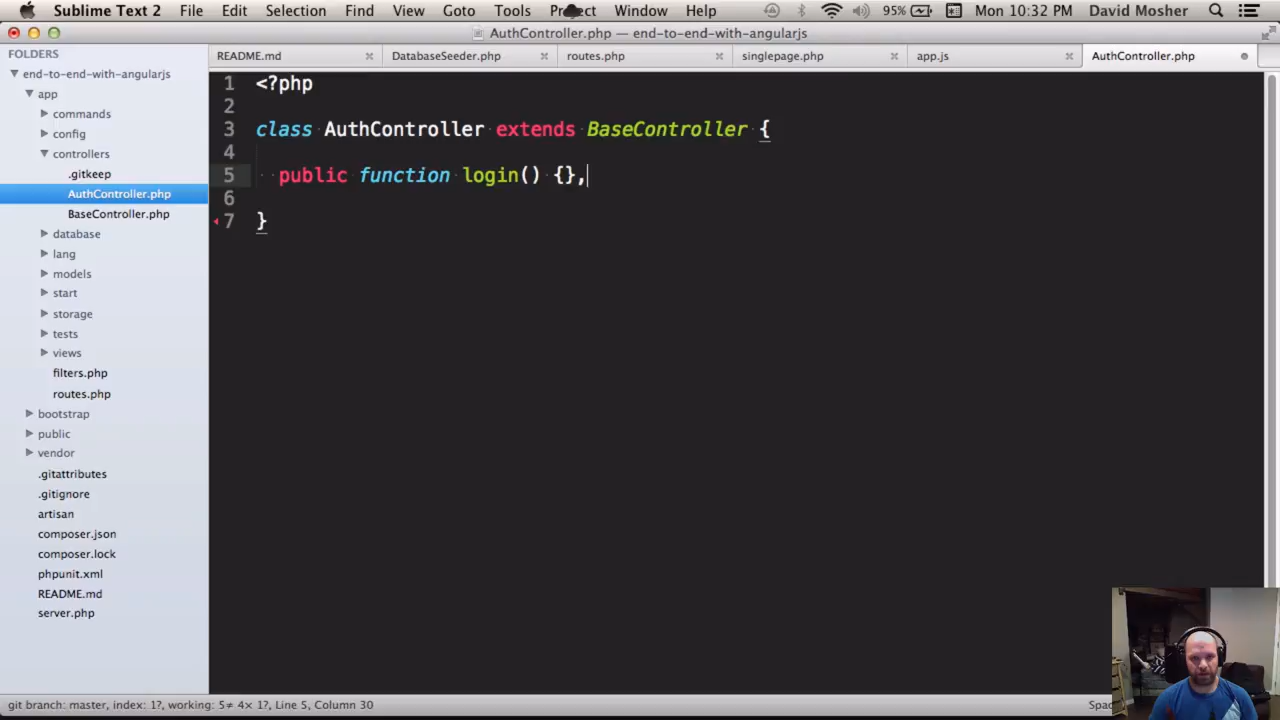 Sublime Text 2 File Edit Selection Find View Goto Tools Project Window Help 95% Mon 10:32 PM David Mosher
AuthController.php — end-to-end-with-angularjs
FOLDERS
end-to-end-with-angularjs
app
commands
config
controllers
.gitkeep
AuthController.php
BaseController.php
database
lang
models
start
storage
tests
views
filters.php
routes.php
bootstrap
public
vendor
.gitattributes
.gitignore
artisan
composer.json
composer.lock
phpunit.xml
README.md
server.php
README.md DatabaseSeeder.php routes.php singlepage.php app.js AuthController.php
1 <?php
2
3 class AuthController extends BaseController {
4
5 public function login() {},
6
7 }
git branch: master, index: 1?, working: 5≠ 4× 1?, Line 5, Column 30